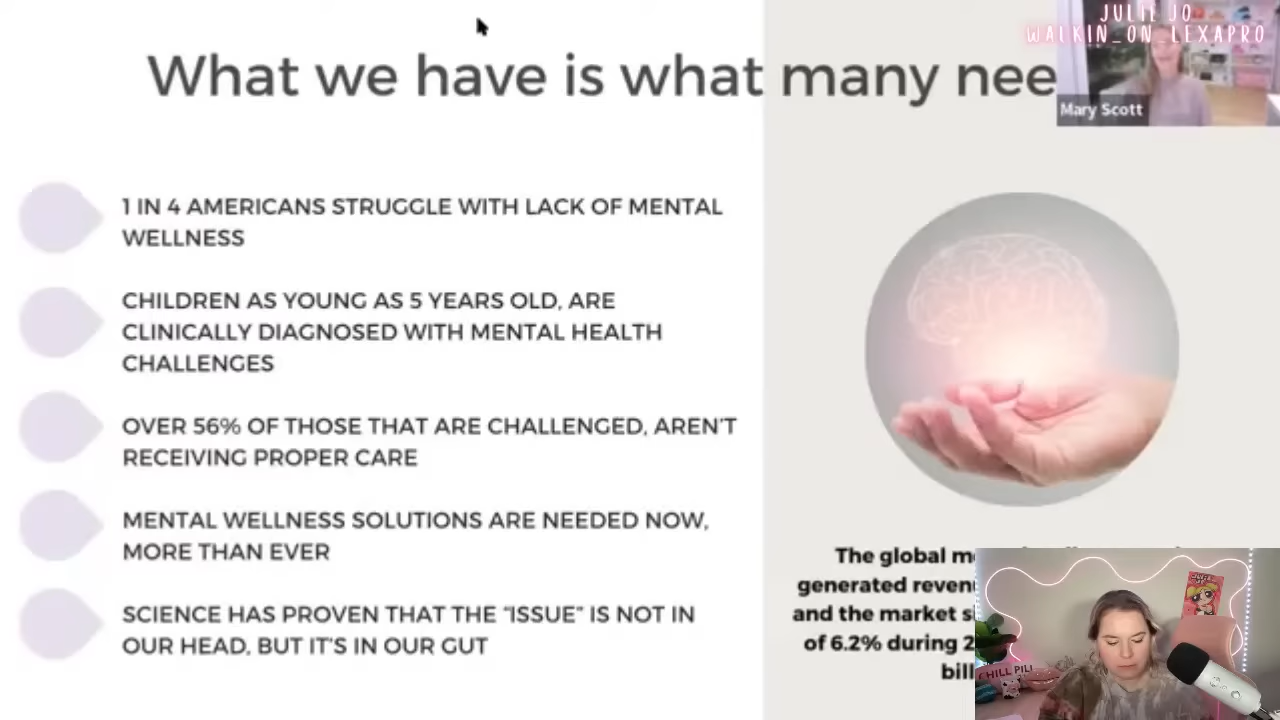 JULIE JO
WALKIN_ON_LEXAPRO
What we have is what many nee
Mary Scott
1 IN 4 AMERICANS STRUGGLE WITH LACK OF MENTAL
WELLNESS
CHILDREN AS YOUNG AS 5 YEARS OLD, ARE
CLINICALLY DIAGNOSED WITH MENTAL HEALTH
CHALLENGES
OVER 56% OF THOSE THAT ARE CHALLENGED, AREN'T
RECEIVING PROPER CARE
MENTAL WELLNESS SOLUTIONS ARE NEEDED NOW,
MORE THAN EVER
SCIENCE HAS PROVEN THAT THE "ISSUE" IS NOT IN
OUR HEAD, BUT IT'S IN OUR GUT
The global
generated
and the market
of 6.2% during
CHILL PILL